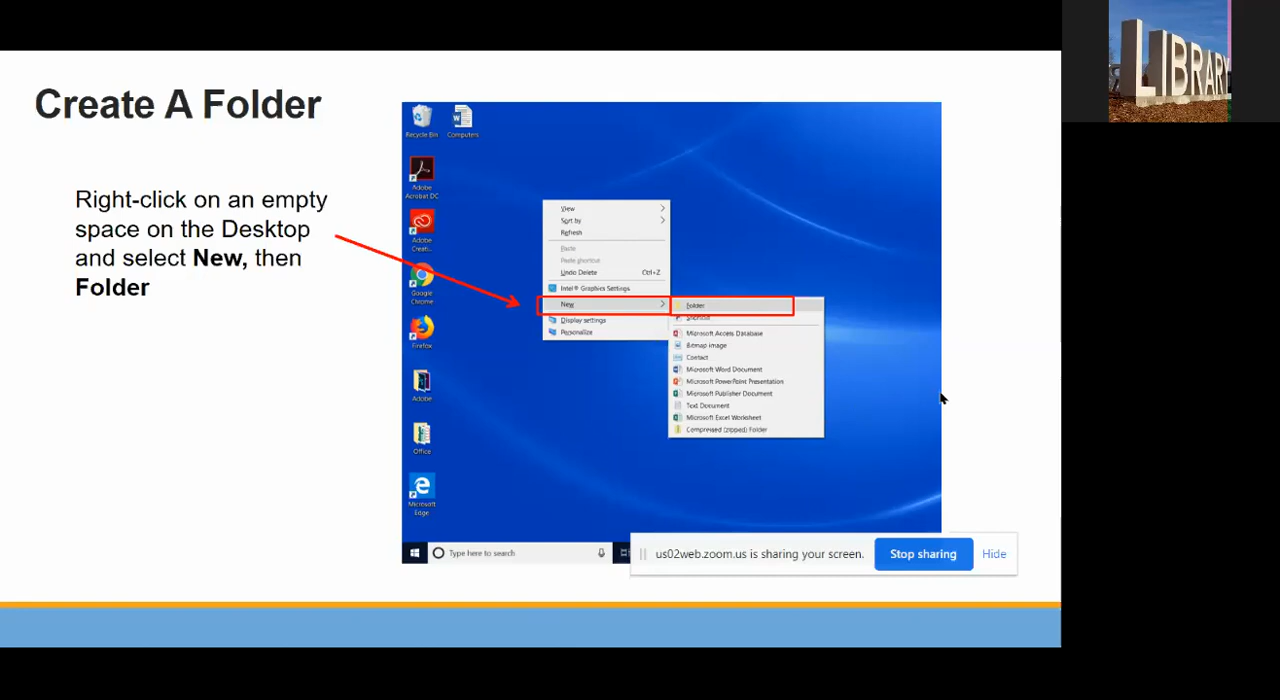 LIBRARY
Create A Folder
Right-click on an empty
space on the Desktop
and select New, then
Folder
Recycle Bin
Computers
Adobe
Acrobat DC
Adobe
Creati...
Google
Chrome
Firefox
Adobe
Office
Microsoft
Edge
View
Sort by
Refresh
Paste
Paste shortcut
Undo Delete Ctrl+Z
Intel® Graphics Settings
New
Display settings
Personalize
Folder
Shortcut
Microsoft Access Database
Bitmap image
Contact
Microsoft Word Document
Microsoft PowerPoint Presentation
Microsoft Publisher Document
Text Document
Microsoft Excel Worksheet
Compressed (zipped) Folder
Type here to search
us02web.zoom.us is sharing your screen.
Stop sharing
Hide